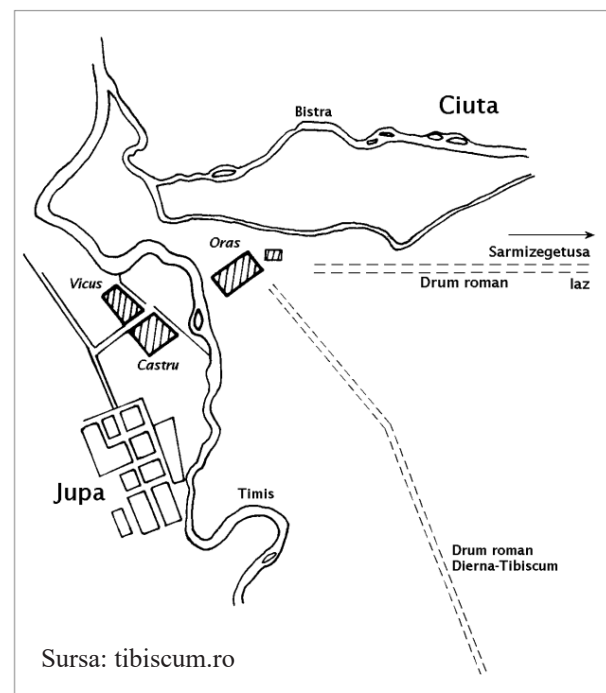 Ciuta
Bistra
Oras
Sarmizegetusa
Drum roman
Iaz
Vicus
Castru
Jupa
Timis
Drum roman
Dierna-Tibiscum
Sursa: tibiscum.ro